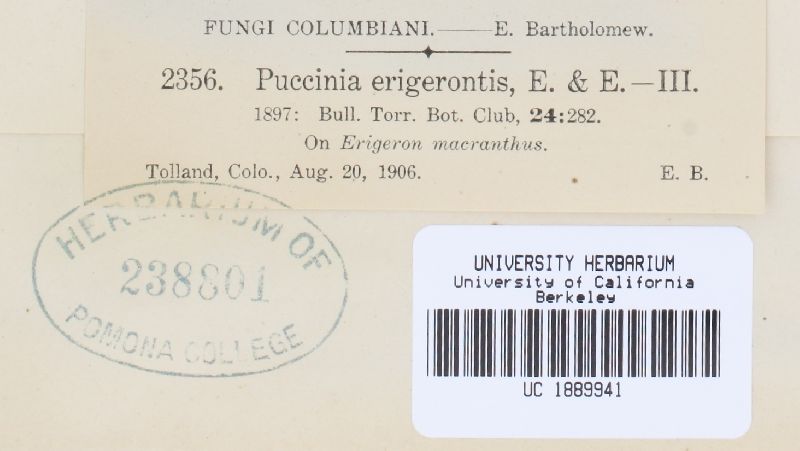 FUNGI COLUMBIANI.——E. Bartholomew.
2356. Puccinia erigerontis, E. & E.—III.
1897: Bull. Torr. Bot. Club, 24:282.
On Erigeron macranthus.
Tolland, Colo., Aug. 20, 1906. E. B.
HERBARIUM OF
238801
POMONA COLLEGE
UNIVERSITY HERBARIUM
University of California
Berkeley
UC 1889941